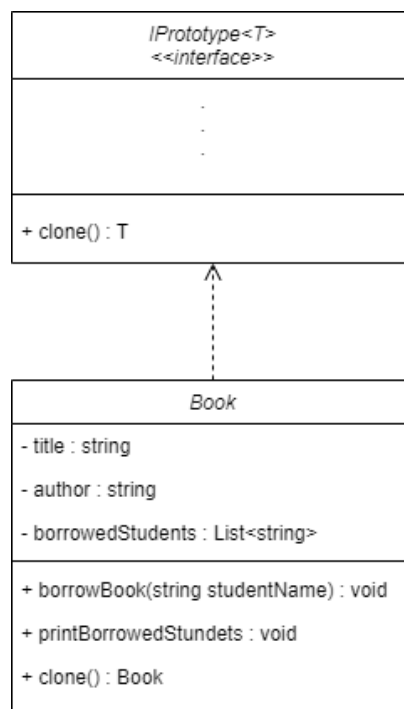 IPrototype<T>
<<interface>>
.
.
.
+ clone() : T
Book
- title : string
- author : string
- borrowedStudents : List<string>
+ borrowBook(string studentName) : void
+ printBorrowedStundets : void
+ clone() : Book